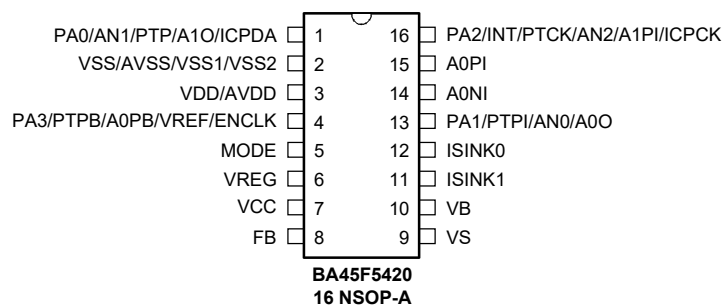 PA0/AN1/PTP/A1O/ICPDA 1 16 PA2/INT/PTCK/AN2/A1PI/ICPCK
VSS/AVSS/VSS1/VSS2 2 15 A0PI
VDD/AVDD 3 14 A0NI
PA3/PTPB/A0PB/VREF/ENCLK 4 13 PA1/PTPI/AN0/A0O
MODE 5 12 ISINK0
VREG 6 11 ISINK1
VCC 7 10 VB
FB 8 9 VS
BA45F5420
16 NSOP-A